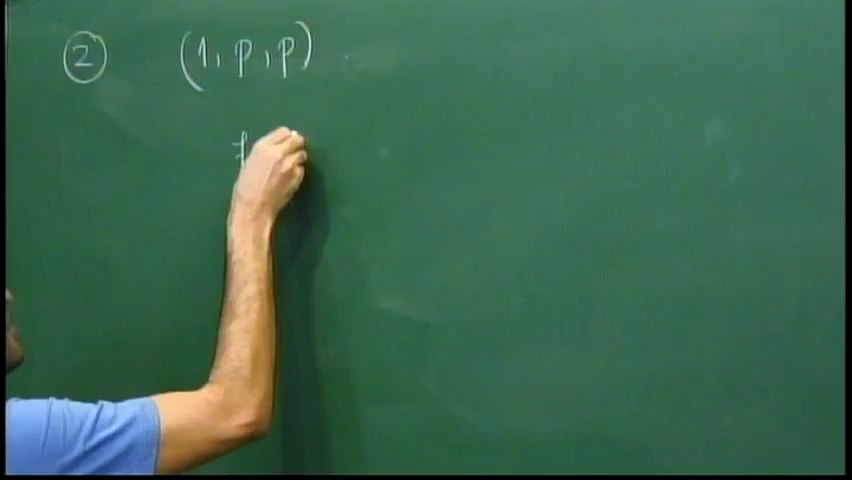 ② (1, p, p)
f